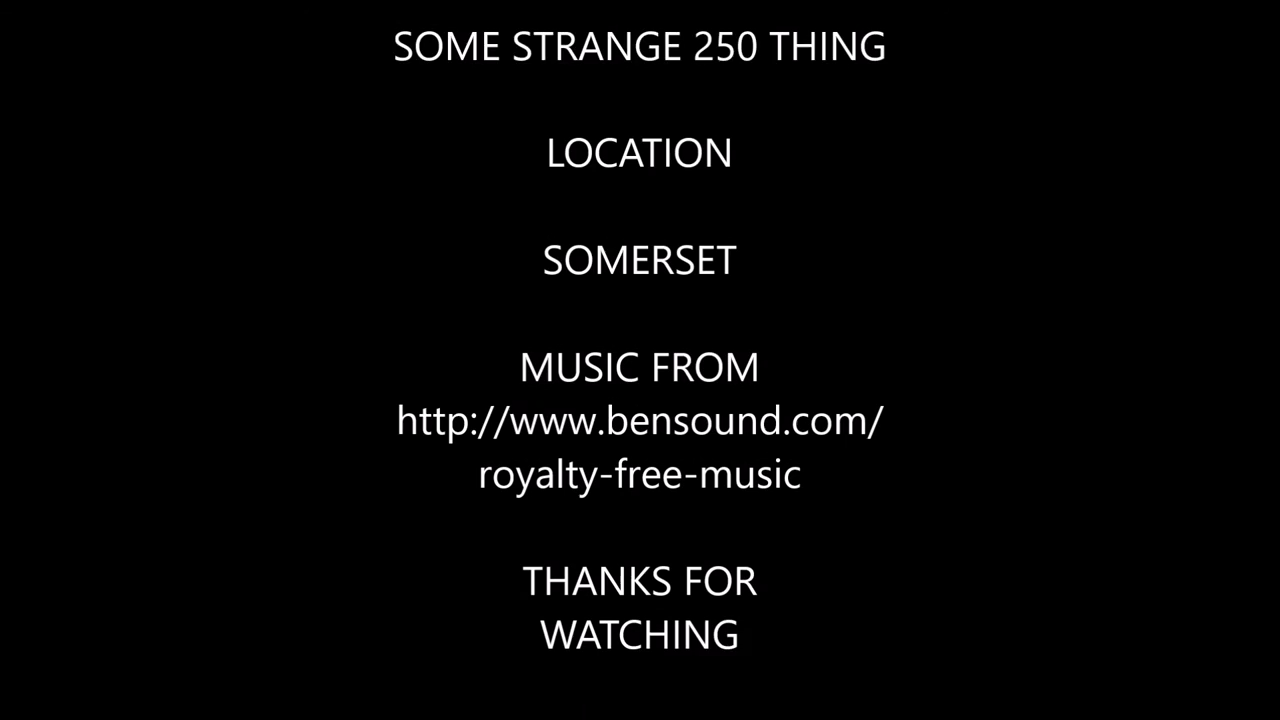 SOME STRANGE 250 THING
LOCATION
SOMERSET
MUSIC FROM
http://www.bensound.com/
royalty-free-music
THANKS FOR
WATCHING